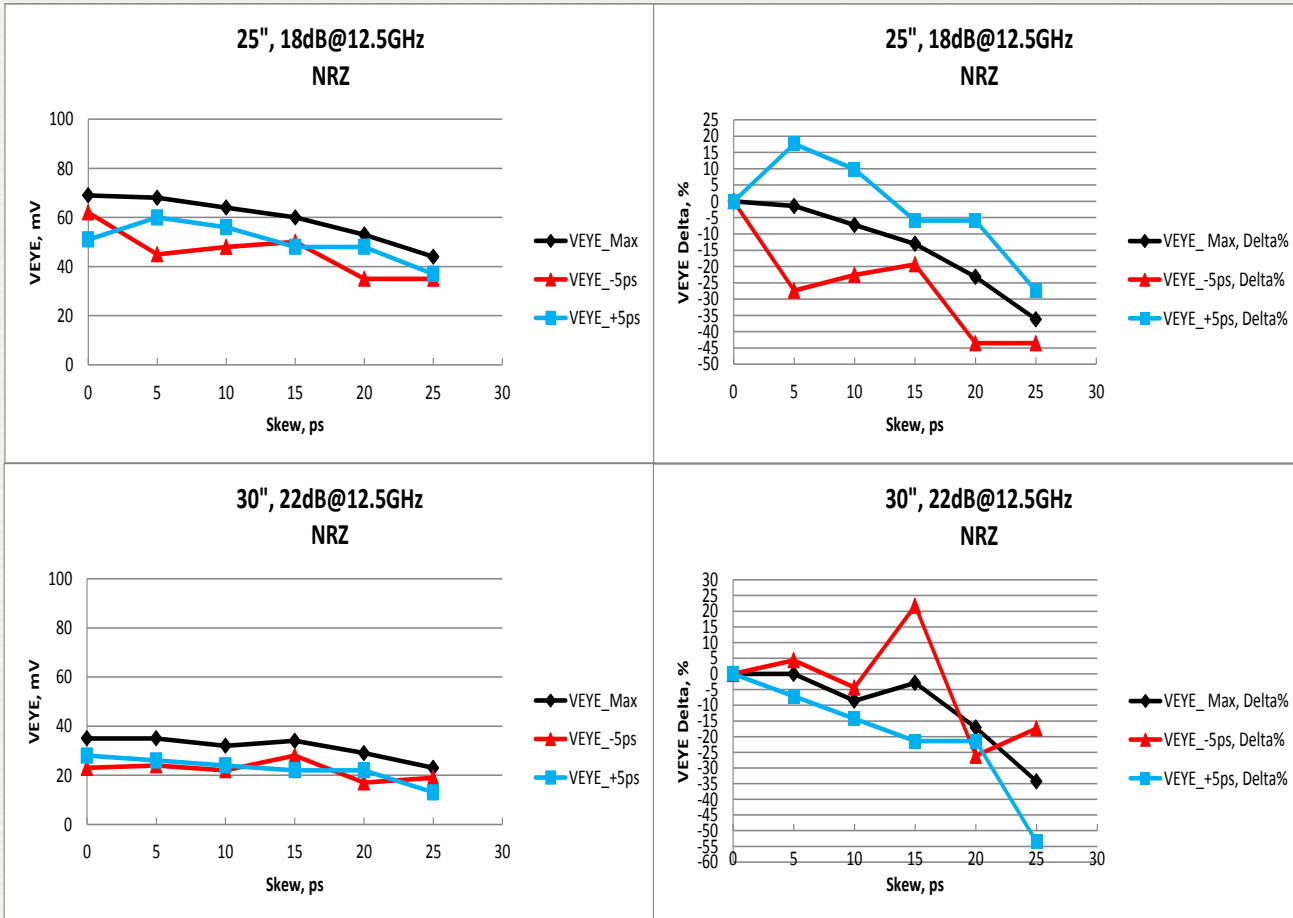 25", 18dB@12.5GHz
NRZ
VEYE, mV
100
80
60
40
20
0
0 5 10 15 20 25 30
Skew, ps
VEYE_Max
VEYE_-5ps
VEYE_+5ps
25", 18dB@12.5GHz
NRZ
VEYE Delta, %
25
20
15
10
5
0
-5
-10
-15
-20
-25
-30
-35
-40
-45
-50
0 5 10 15 20 25 30
Skew, ps
VEYE_ Max, Delta%
VEYE_-5ps, Delta%
VEYE_+5ps, Delta%
30", 22dB@12.5GHz
NRZ
VEYE, mV
100
80
60
40
20
0
0 5 10 15 20 25 30
Skew, ps
VEYE_Max
VEYE_-5ps
VEYE_+5ps
30", 22dB@12.5GHz
NRZ
VEYE Delta, %
30
25
20
15
10
5
0
-5
-10
-15
-20
-25
-30
-35
-40
-45
-50
-55
-60
0 5 10 15 20 25 30
Skew, ps
VEYE_ Max, Delta%
VEYE_-5ps, Delta%
VEYE_+5ps, Delta%